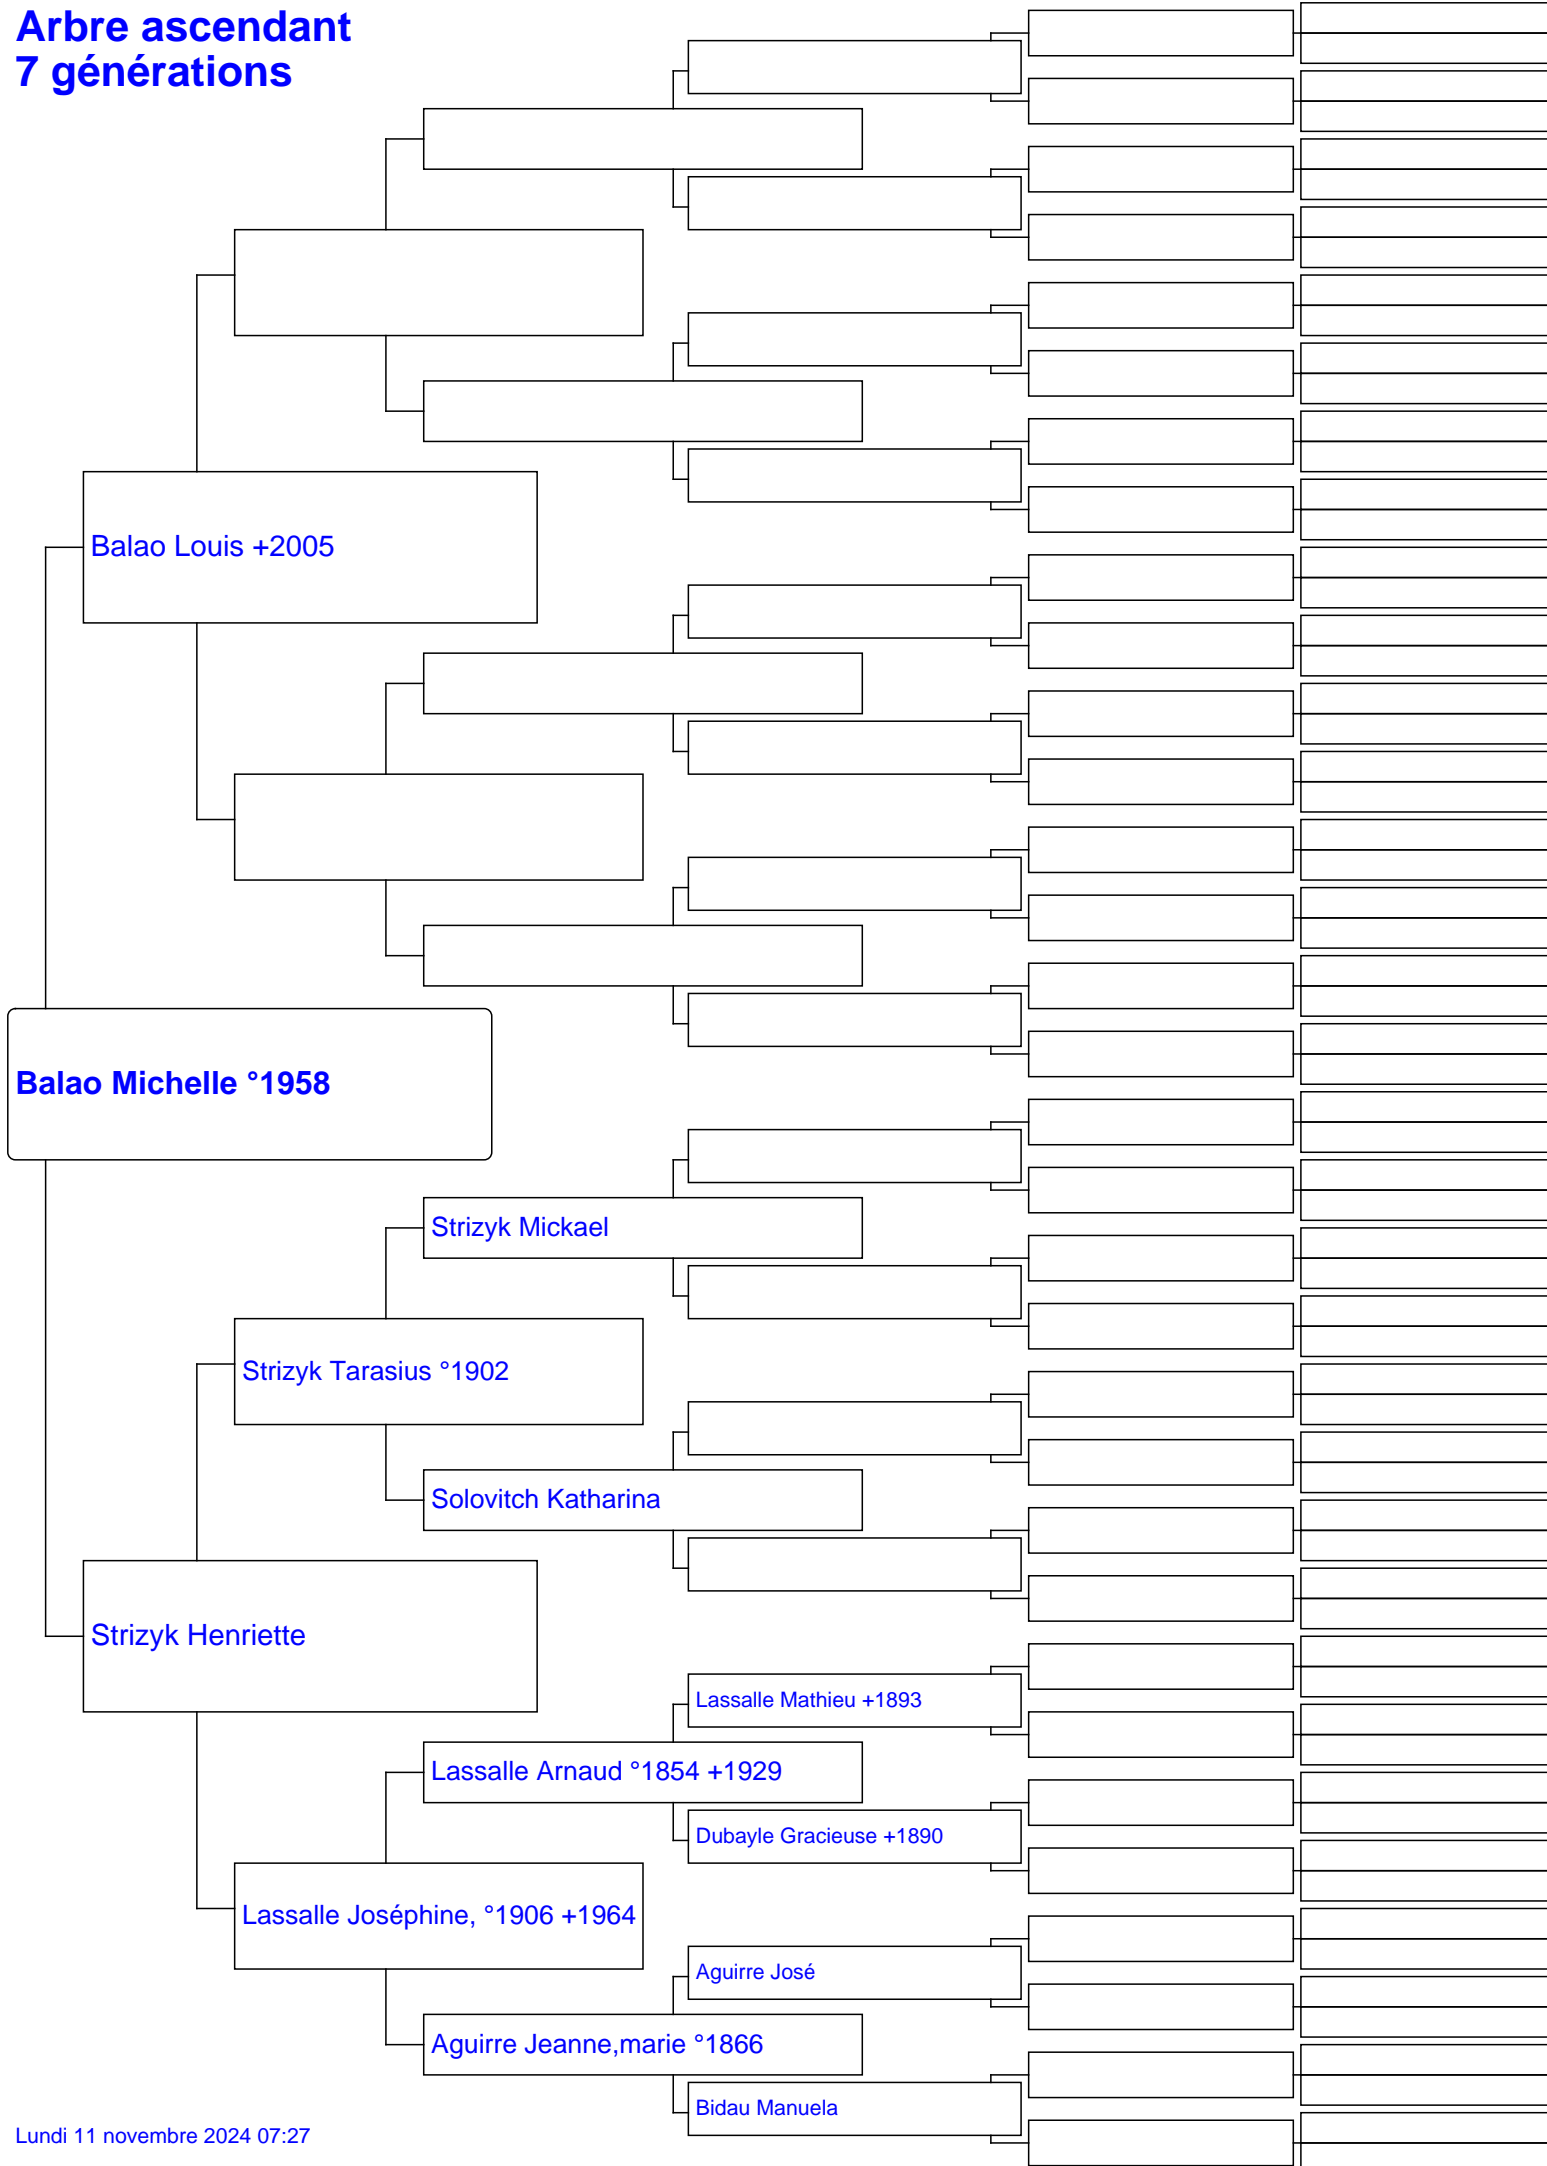 Arbre ascendant
7 générations
Balao Louis +2005
Balao Michelle °1958
Strizyk Mickael
Strizyk Tarasius °1902
Solovitch Katharina
Strizyk Henriette
Lassalle Mathieu +1893
Lassalle Arnaud °1854 +1929
Dubayle Gracieuse +1890
Lassalle Joséphine, °1906 +1964
Aguirre José
Aguirre Jeanne,marie °1866
Bidau Manuela
Lundi 11 novembre 2024 07:27